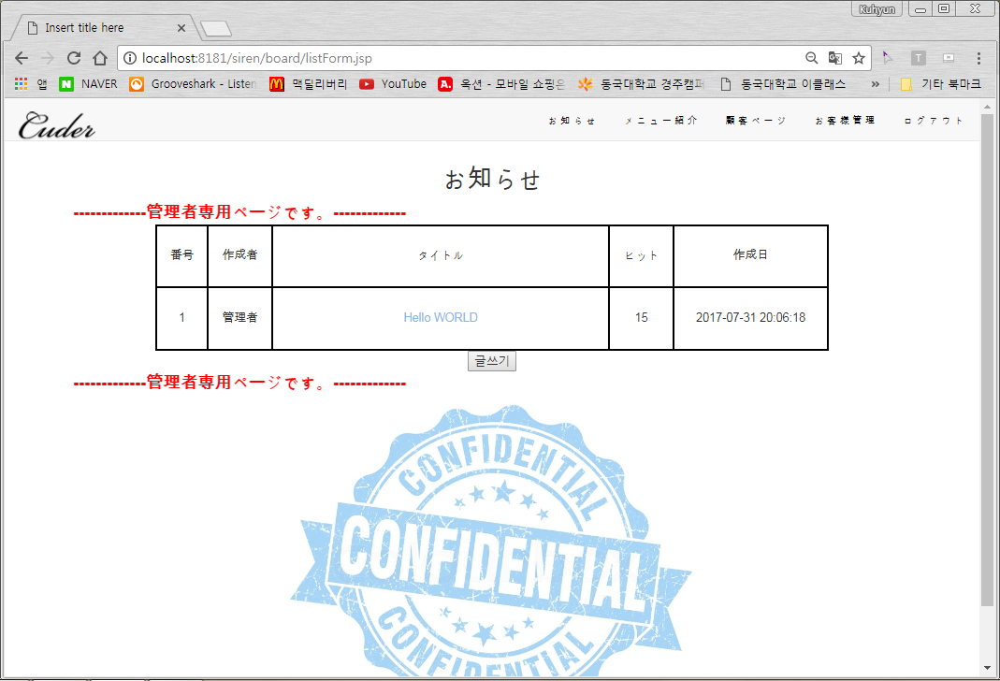 Kuhyun
Insert title here
localhost:8181/siren/board/listForm.jsp
앱 NAVER Grooveshark - Listen 맥딜리버리 YouTube 옥션 - 모바일 쇼핑은 동국대학교 경주캠퍼 동국대학교 이클래스 » 기타 북마크
Cuder お知らせ メニュー紹介 顧客ページ お客様管理 ログアウト
お知らせ
-------------管理者専用ページです。-------------
番号 作成者 タイトル ヒット 作成日
1 管理者 Hello WORLD 15 2017-07-31 20:06:18
글쓰기
-------------管理者専用ページです。-------------
CONFIDENTIAL
CONFIDENTIAL
CONFIDENTIAL